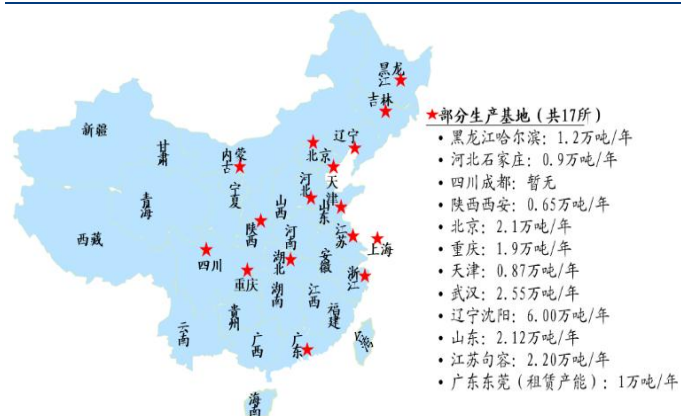 黑龙
江
吉林
新疆
甘肃
内蒙
古
辽宁
北京
天
津
宁
夏
河
北
山
西
山
东
青
海
西藏
陕
西
河
南
江
苏
上海
四川
重庆
湖
北
安
徽
浙
江
湖
南
江
西
贵
州
福
建
云
南
广
西
广
东
台湾
海
南
部分生产基地（共17所）
• 黑龙江哈尔滨：1.2万吨/年
• 河北石家庄：0.9万吨/年
• 四川成都：暂无
• 陕西西安：0.65万吨/年
• 北京：2.1万吨/年
• 重庆：1.9万吨/年
• 天津：0.87万吨/年
• 武汉：2.55万吨/年
• 辽宁沈阳：6.00万吨/年
• 山东：2.12万吨/年
• 江苏句容：2.20万吨/年
• 广东东莞（租赁产能）：1万吨/年